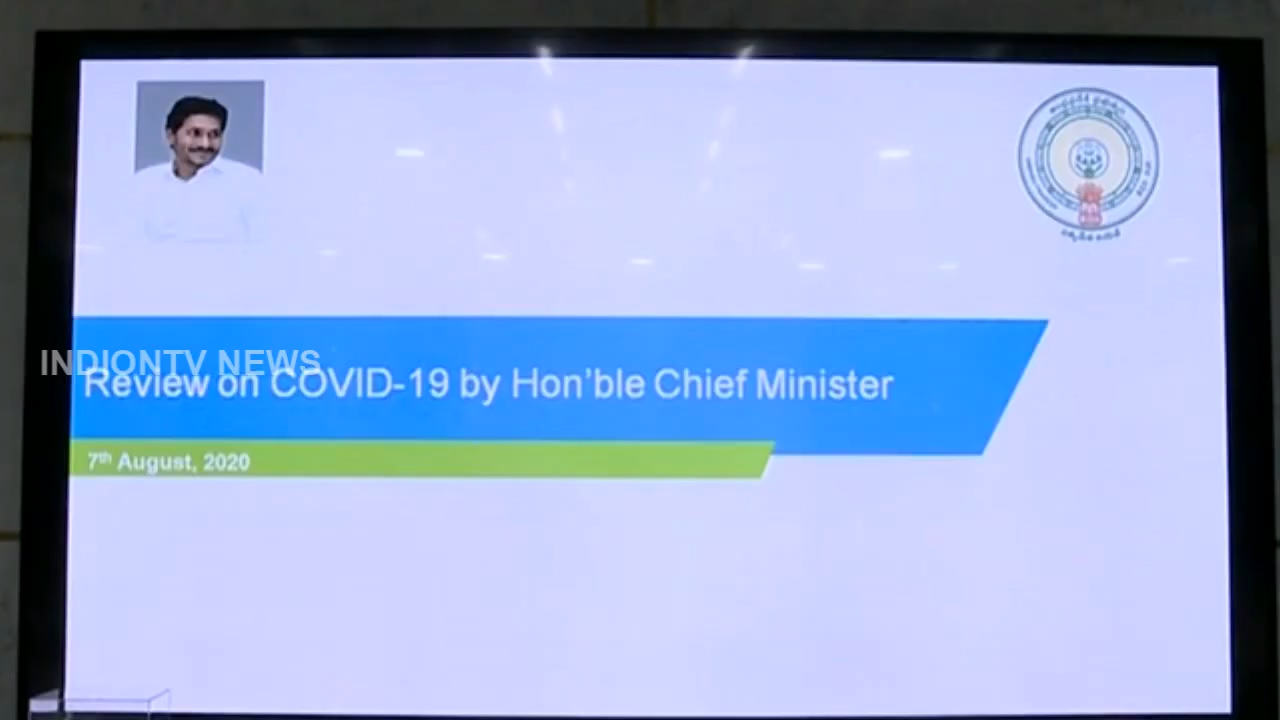 INDIONTV NEWS
Review on COVID-19 by Hon'ble Chief Minister
7th August, 2020